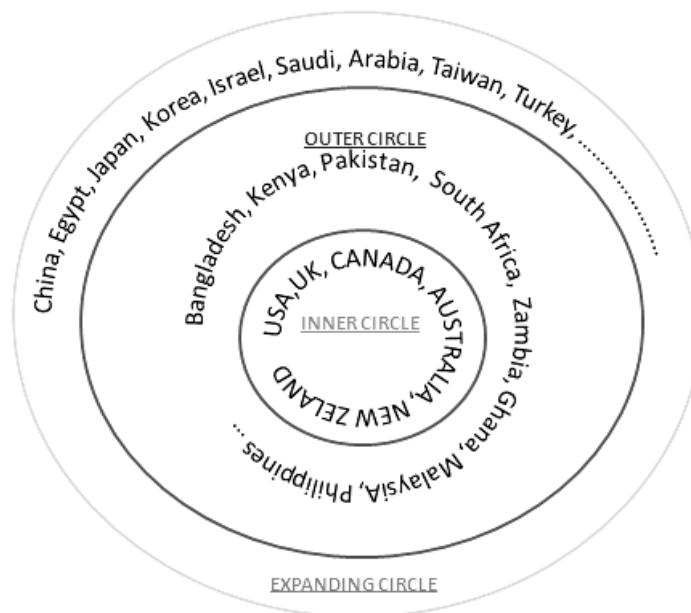 China, Egypt, Japan, Korea, Israel, Saudi, Arabia, Taiwan, Turkey, ..................
OUTER CIRCLE
Bangladesh, Kenya, Pakistan, South Africa, Zambia, Ghana, MalaysiA, Philippines ...
USA,UK, CANADA, AUSTRALIA, NEW ZELAND
INNER CIRCLE
EXPANDING CIRCLE